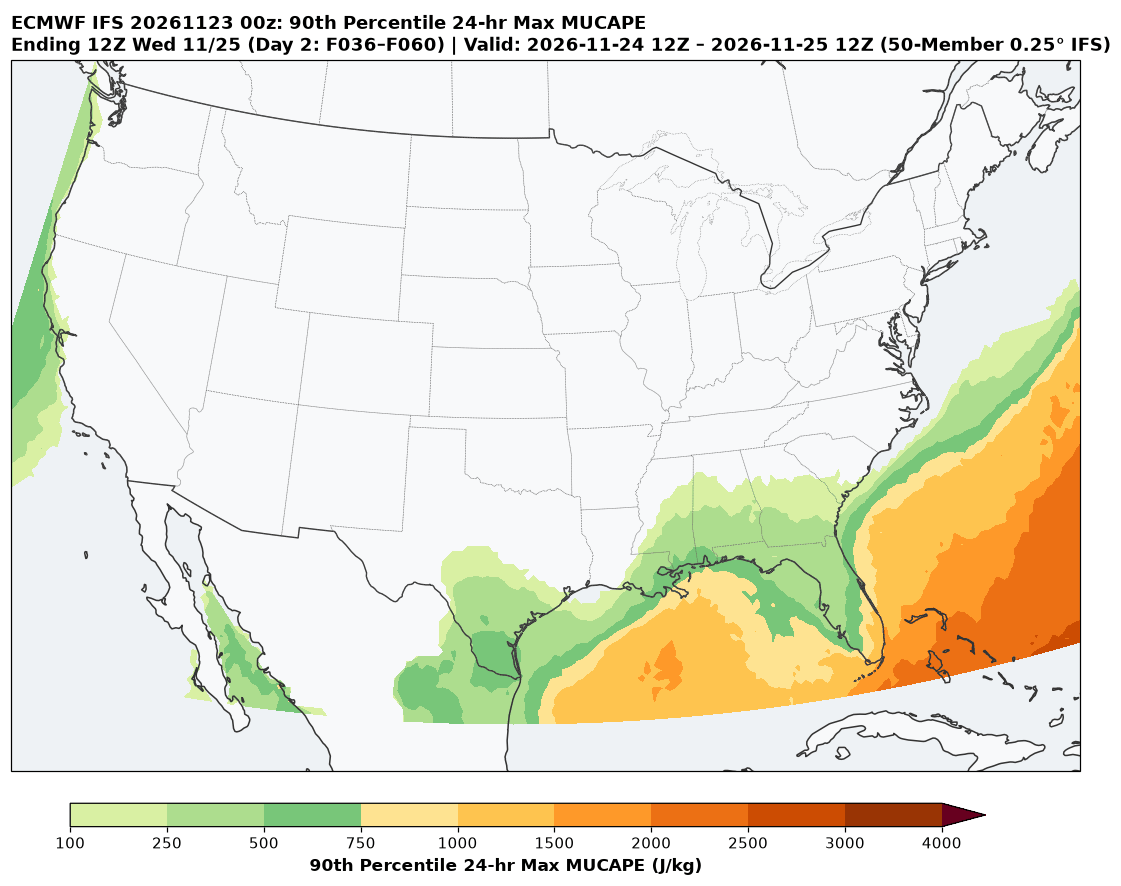 ECMWF IFS 20261123 00z: 90th Percentile 24-hr Max MUCAPE
Ending 12Z Wed 11/25 (Day 2: F036–F060) | Valid: 2026-11-24 12Z – 2026-11-25 12Z (50-Member 0.25° IFS)
100 250 500 750 1000 1500 2000 2500 3000 4000
90th Percentile 24-hr Max MUCAPE (J/kg)